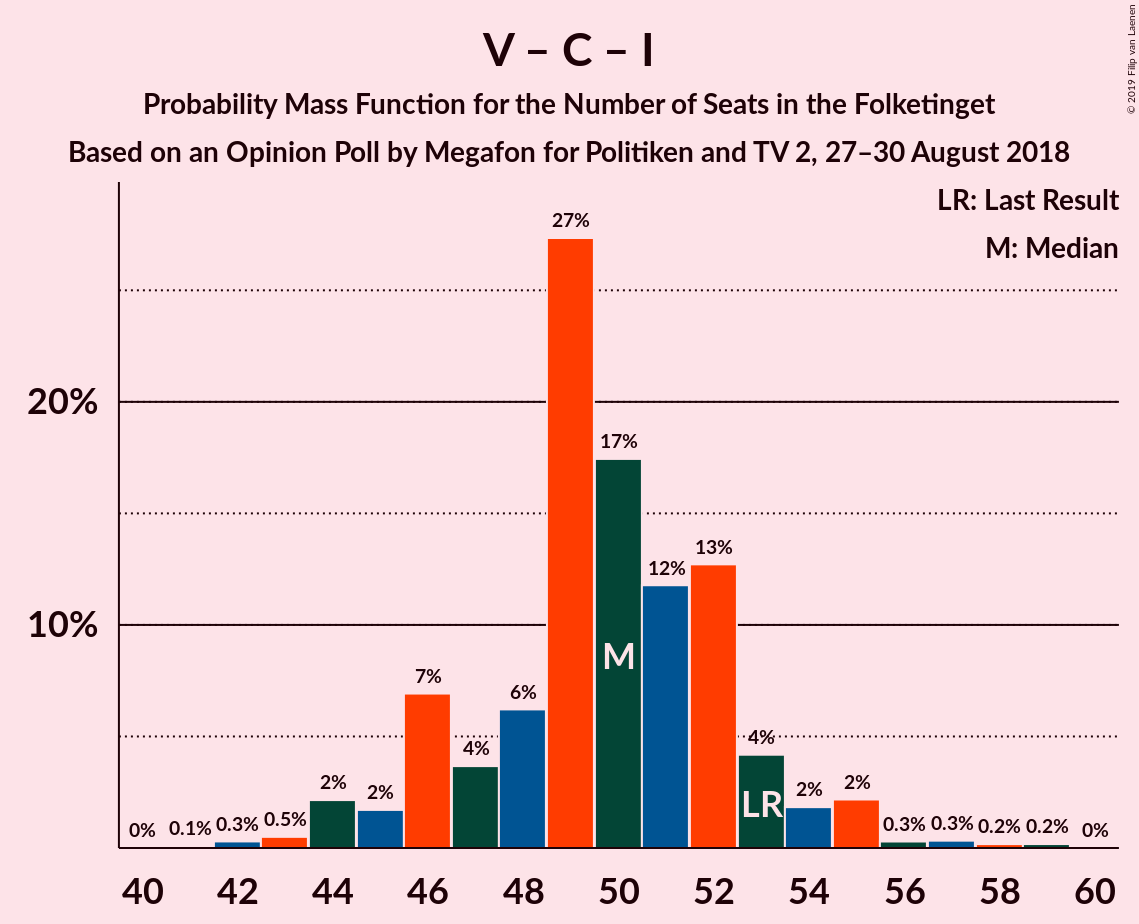 V – C – I
Probability Mass Function for the Number of Seats in the Folketinget
Based on an Opinion Poll by Megafon for Politiken and TV 2, 27–30 August 2018
© 2019 Filip van Laenen
LR: Last Result
M: Median
20%
10%
0% 0.1% 0.3% 0.5% 2% 2% 7% 4% 6% 27% 17% 12% 13% 4% 2% 2% 0.3% 0.3% 0.2% 0.2% 0%
M
LR
40 42 44 46 48 50 52 54 56 58 60